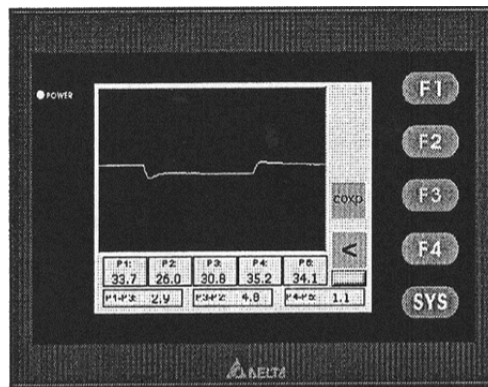 F1
POWER
F2
F3
сохр
F4
<
P1: P2: P3: P4: P5:
33.7 26.0 30.8 35.2 34.1
P1-P3: 2.9 P3-P2: 4.8 P4-P5: 1.1
SYS
DELTA